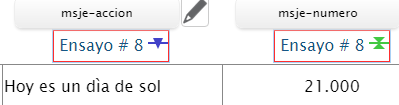 msje-accion msje-numero
Ensayo # 8 Ensayo # 8
Hoy es un dìa de sol 21.000